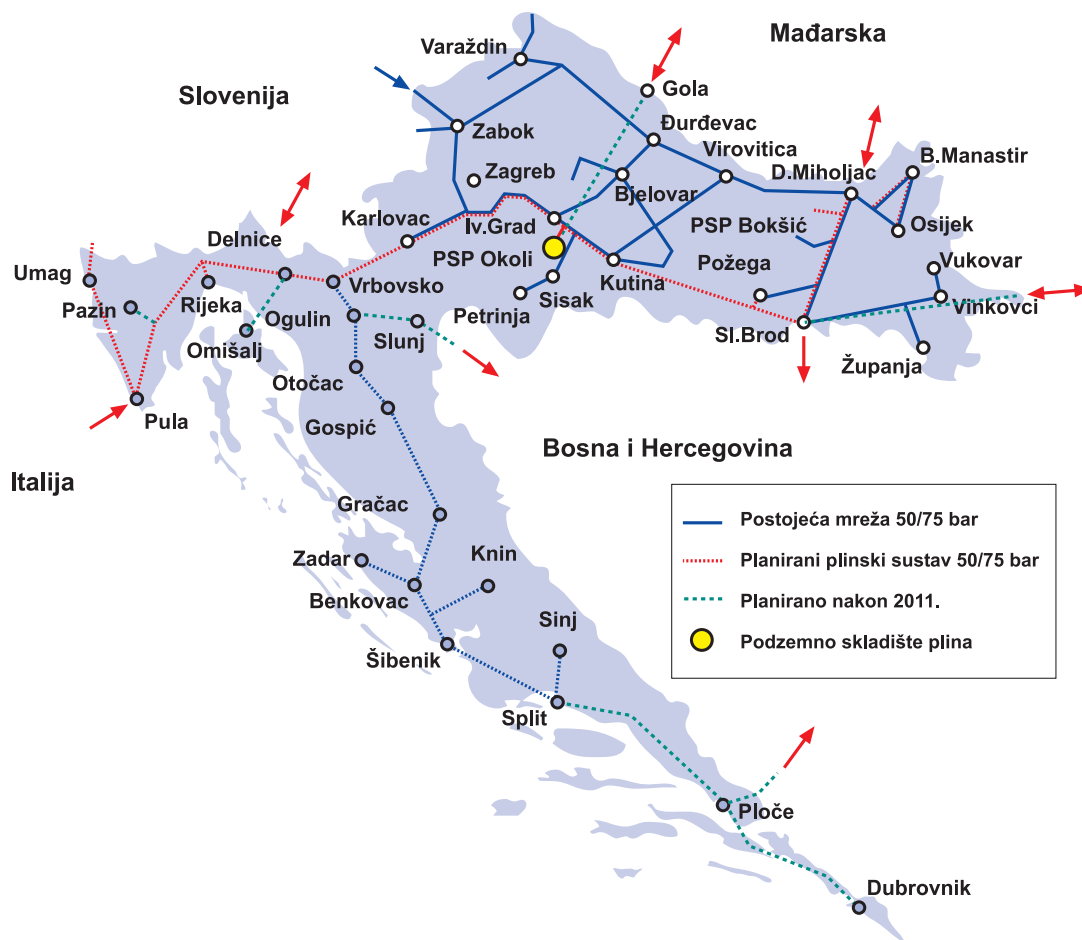 Mađarska
Varaždin
Slovenija
Gola
Đurđevac
Zabok
Virovitica
B.Manastir
Zagreb
D.Miholjac
Bjelovar
Karlovac
Iv.Grad
PSP Bokšić
Osijek
Delnice
PSP Okoli
Požega
Vukovar
Umag
Vrbovsko
Kutina
Pazin
Rijeka
Sisak
Vinkovci
Petrinja
Ogulin
Sl.Brod
Omišalj
Slunj
Županja
Otočac
Pula
Gospić
Bosna i Hercegovina
Italija
Gračac
Postojeća mreža 50/75 bar
Knin
Zadar
Planirani plinski sustav 50/75 bar
Benkovac
Planirano nakon 2011.
Sinj
Podzemno skladište plina
Šibenik
Split
Ploče
Dubrovnik